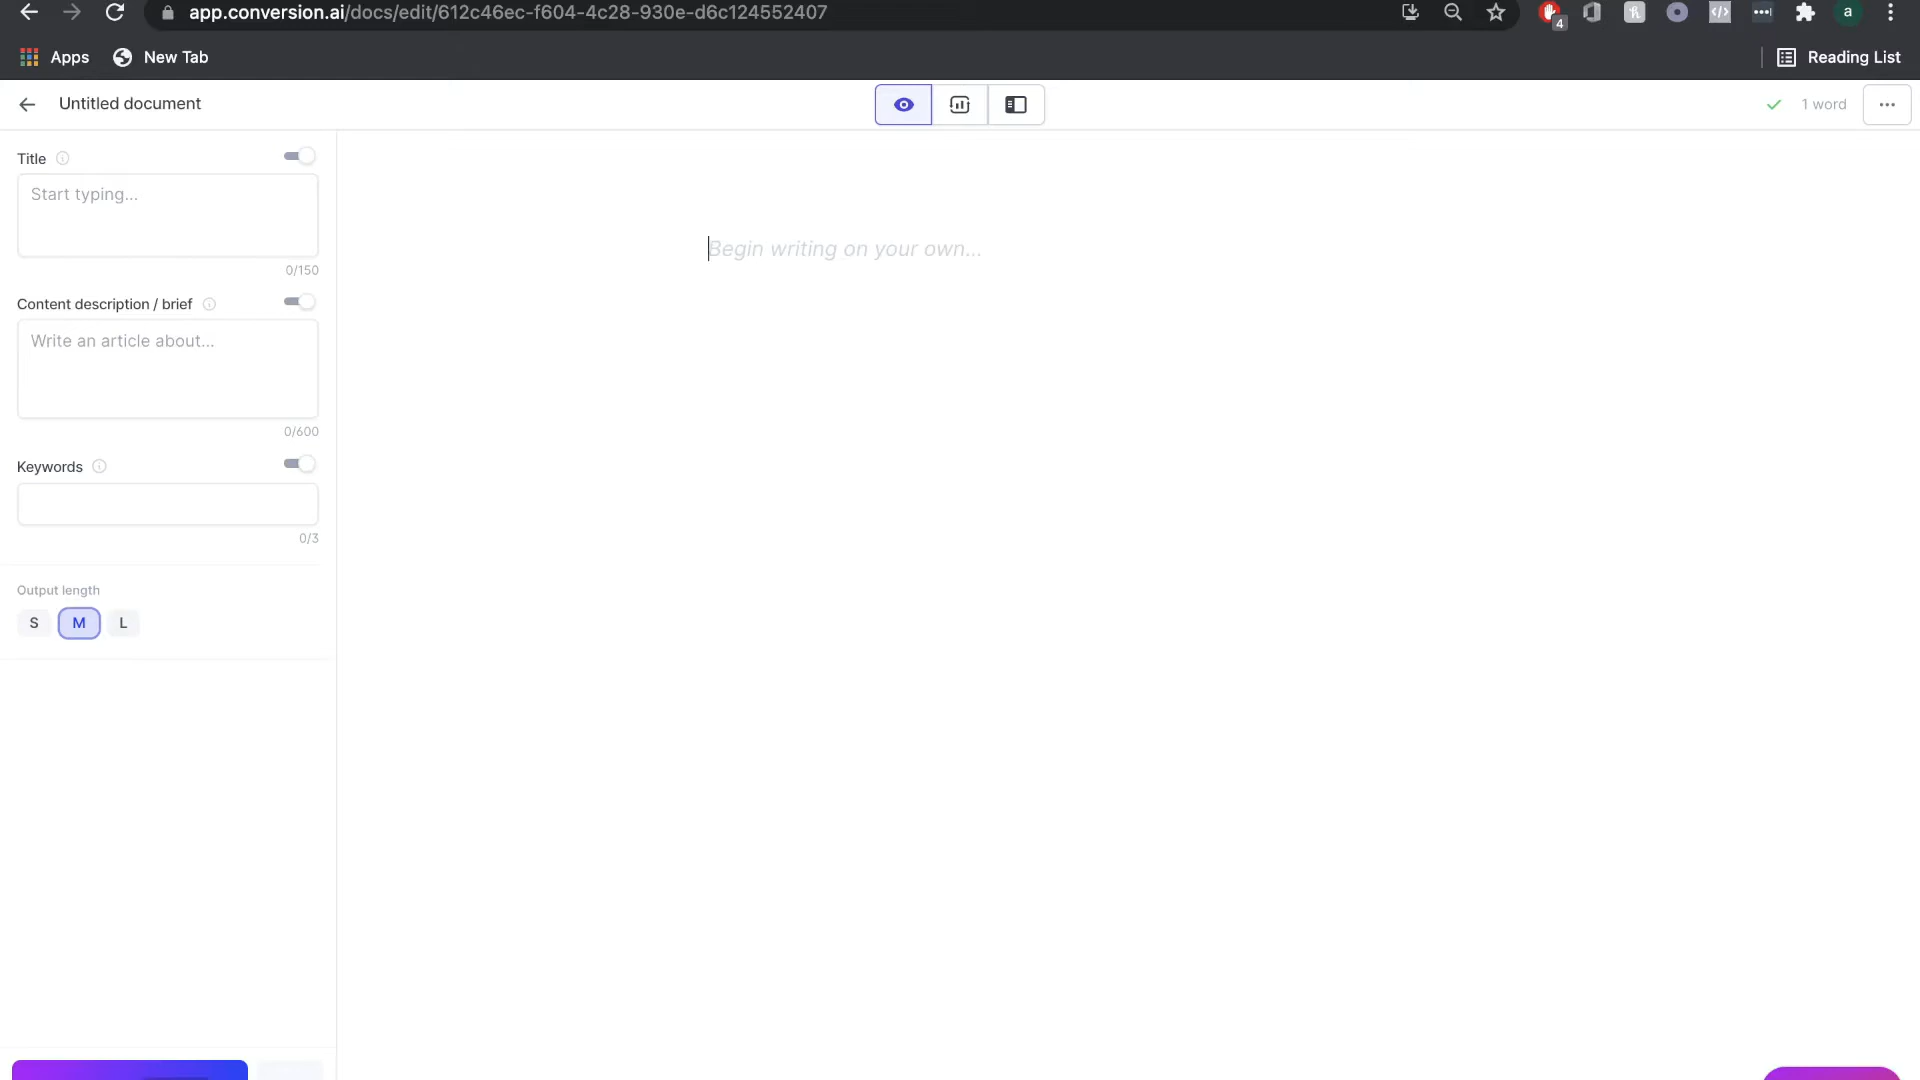 app.conversion.ai/docs/edit/612c46ec-f604-4c28-930e-d6c124552407
4
a
Apps
New Tab
Reading List
Untitled document
1 word
Title
Start typing...
0/150
Content description / brief
Write an article about...
0/600
Keywords
0/3
Output length
S M L
Begin writing on your own...